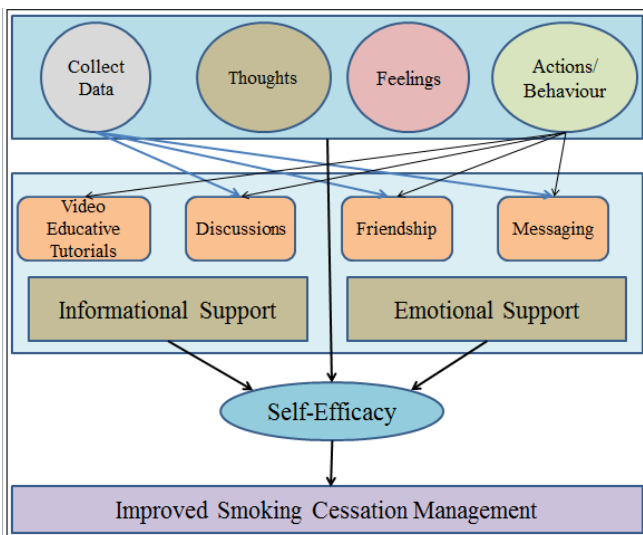 Collect
Data
Thoughts
Feelings
Actions/
Behaviour
Video
Educative
Tutorials
Discussions
Friendship
Messaging
Informational Support
Emotional Support
Self-Efficacy
Improved Smoking Cessation Management